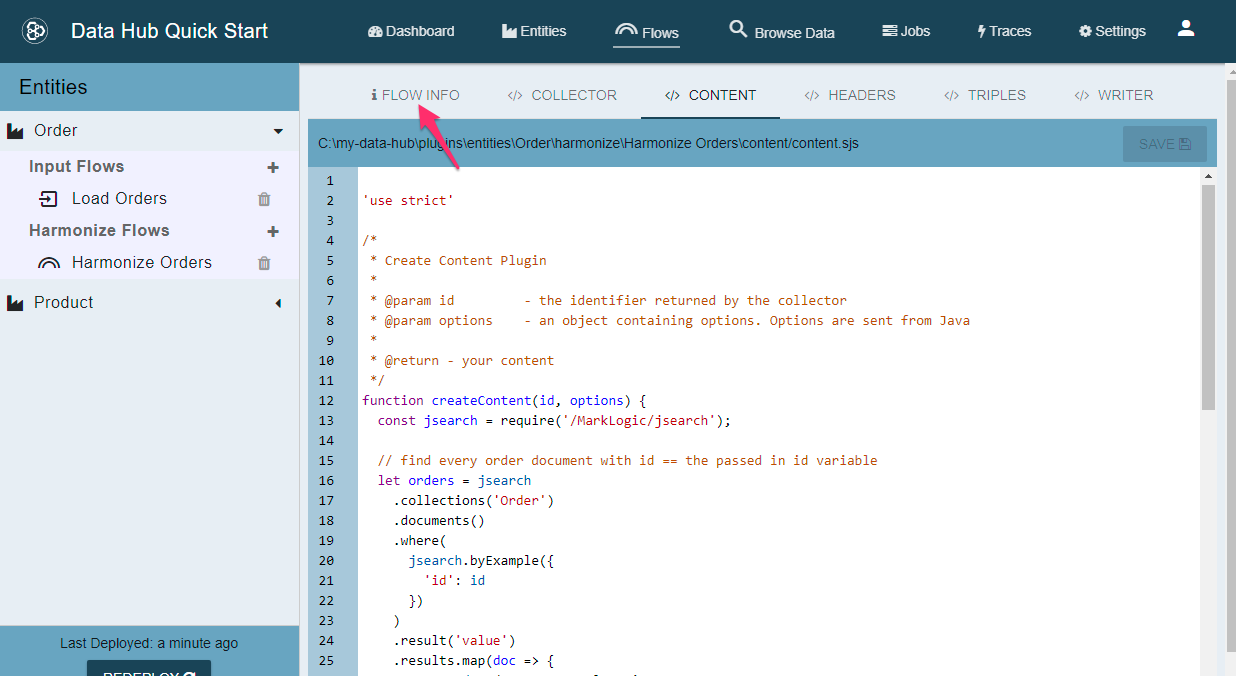 Data Hub Quick Start
Dashboard
Entities
Flows
Browse Data
Jobs
Traces
Settings
Entities
Order
Input Flows
Load Orders
Harmonize Flows
Harmonize Orders
Product
Last Deployed: a minute ago
REDEPLOY
FLOW INFO
</> COLLECTOR
</> CONTENT
</> HEADERS
</> TRIPLES
</> WRITER
C:\my-data-hub\plugins\entities\Order\harmonize\Harmonize Orders\content/content.sjs
SAVE
1
2 'use strict'
3
4 /*
5  * Create Content Plugin
6  *
7  * @param id         - the identifier returned by the collector
8  * @param options    - an object containing options. Options are sent from Java
9  *
10  * @return - your content
11  */
12 function createContent(id, options) {
13   const jsearch = require('/MarkLogic/jsearch');
14
15   // find every order document with id == the passed in id variable
16   let orders = jsearch
17     .collections('Order')
18     .documents()
19     .where(
20       jsearch.byExample({
21         'id': id
22       })
23     )
24     .result('value')
25     .results.map(doc => {